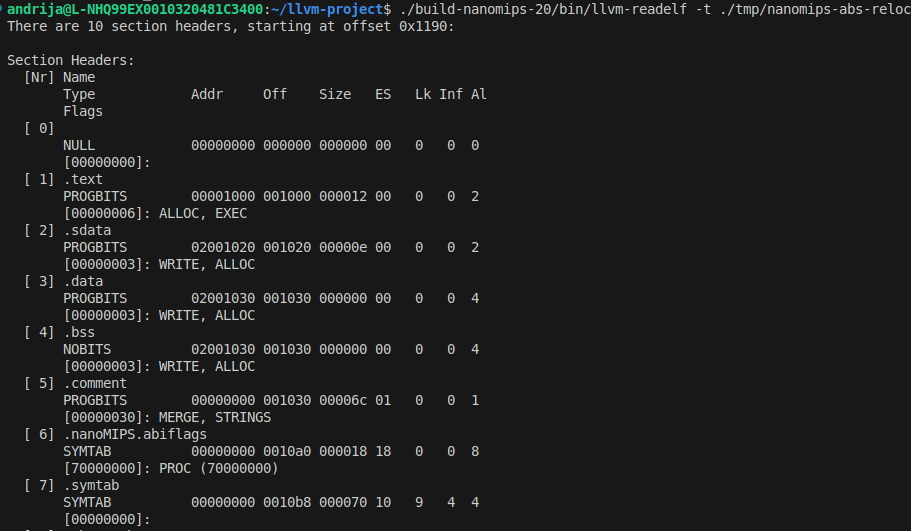 andrija@L-NHQ99EX0010320481C3400:~/llvm-project$ ./build-nanomips-20/bin/llvm-readelf -t ./tmp/nanomips-abs-reloc
There are 10 section headers, starting at offset 0x1190:

Section Headers:
  [Nr] Name
       Type            Addr     Off    Size   ES   Lk Inf Al
       Flags
  [ 0]
       NULL            00000000 000000 000000 00   0   0  0
       [00000000]:
  [ 1] .text
       PROGBITS        00001000 001000 000012 00   0   0  2
       [00000006]: ALLOC, EXEC
  [ 2] .sdata
       PROGBITS        02001020 001020 00000e 00   0   0  2
       [00000003]: WRITE, ALLOC
  [ 3] .data
       PROGBITS        02001030 001030 000000 00   0   0  4
       [00000003]: WRITE, ALLOC
  [ 4] .bss
       NOBITS          02001030 001030 000000 00   0   0  4
       [00000003]: WRITE, ALLOC
  [ 5] .comment
       PROGBITS        00000000 001030 00006c 01   0   0  1
       [00000030]: MERGE, STRINGS
  [ 6] .nanoMIPS.abiflags
       SYMTAB          00000000 0010a0 000018 18   0   0  8
       [70000000]: PROC (70000000)
  [ 7] .symtab
       SYMTAB          00000000 0010b8 000070 10   9   4  4
       [00000000]: